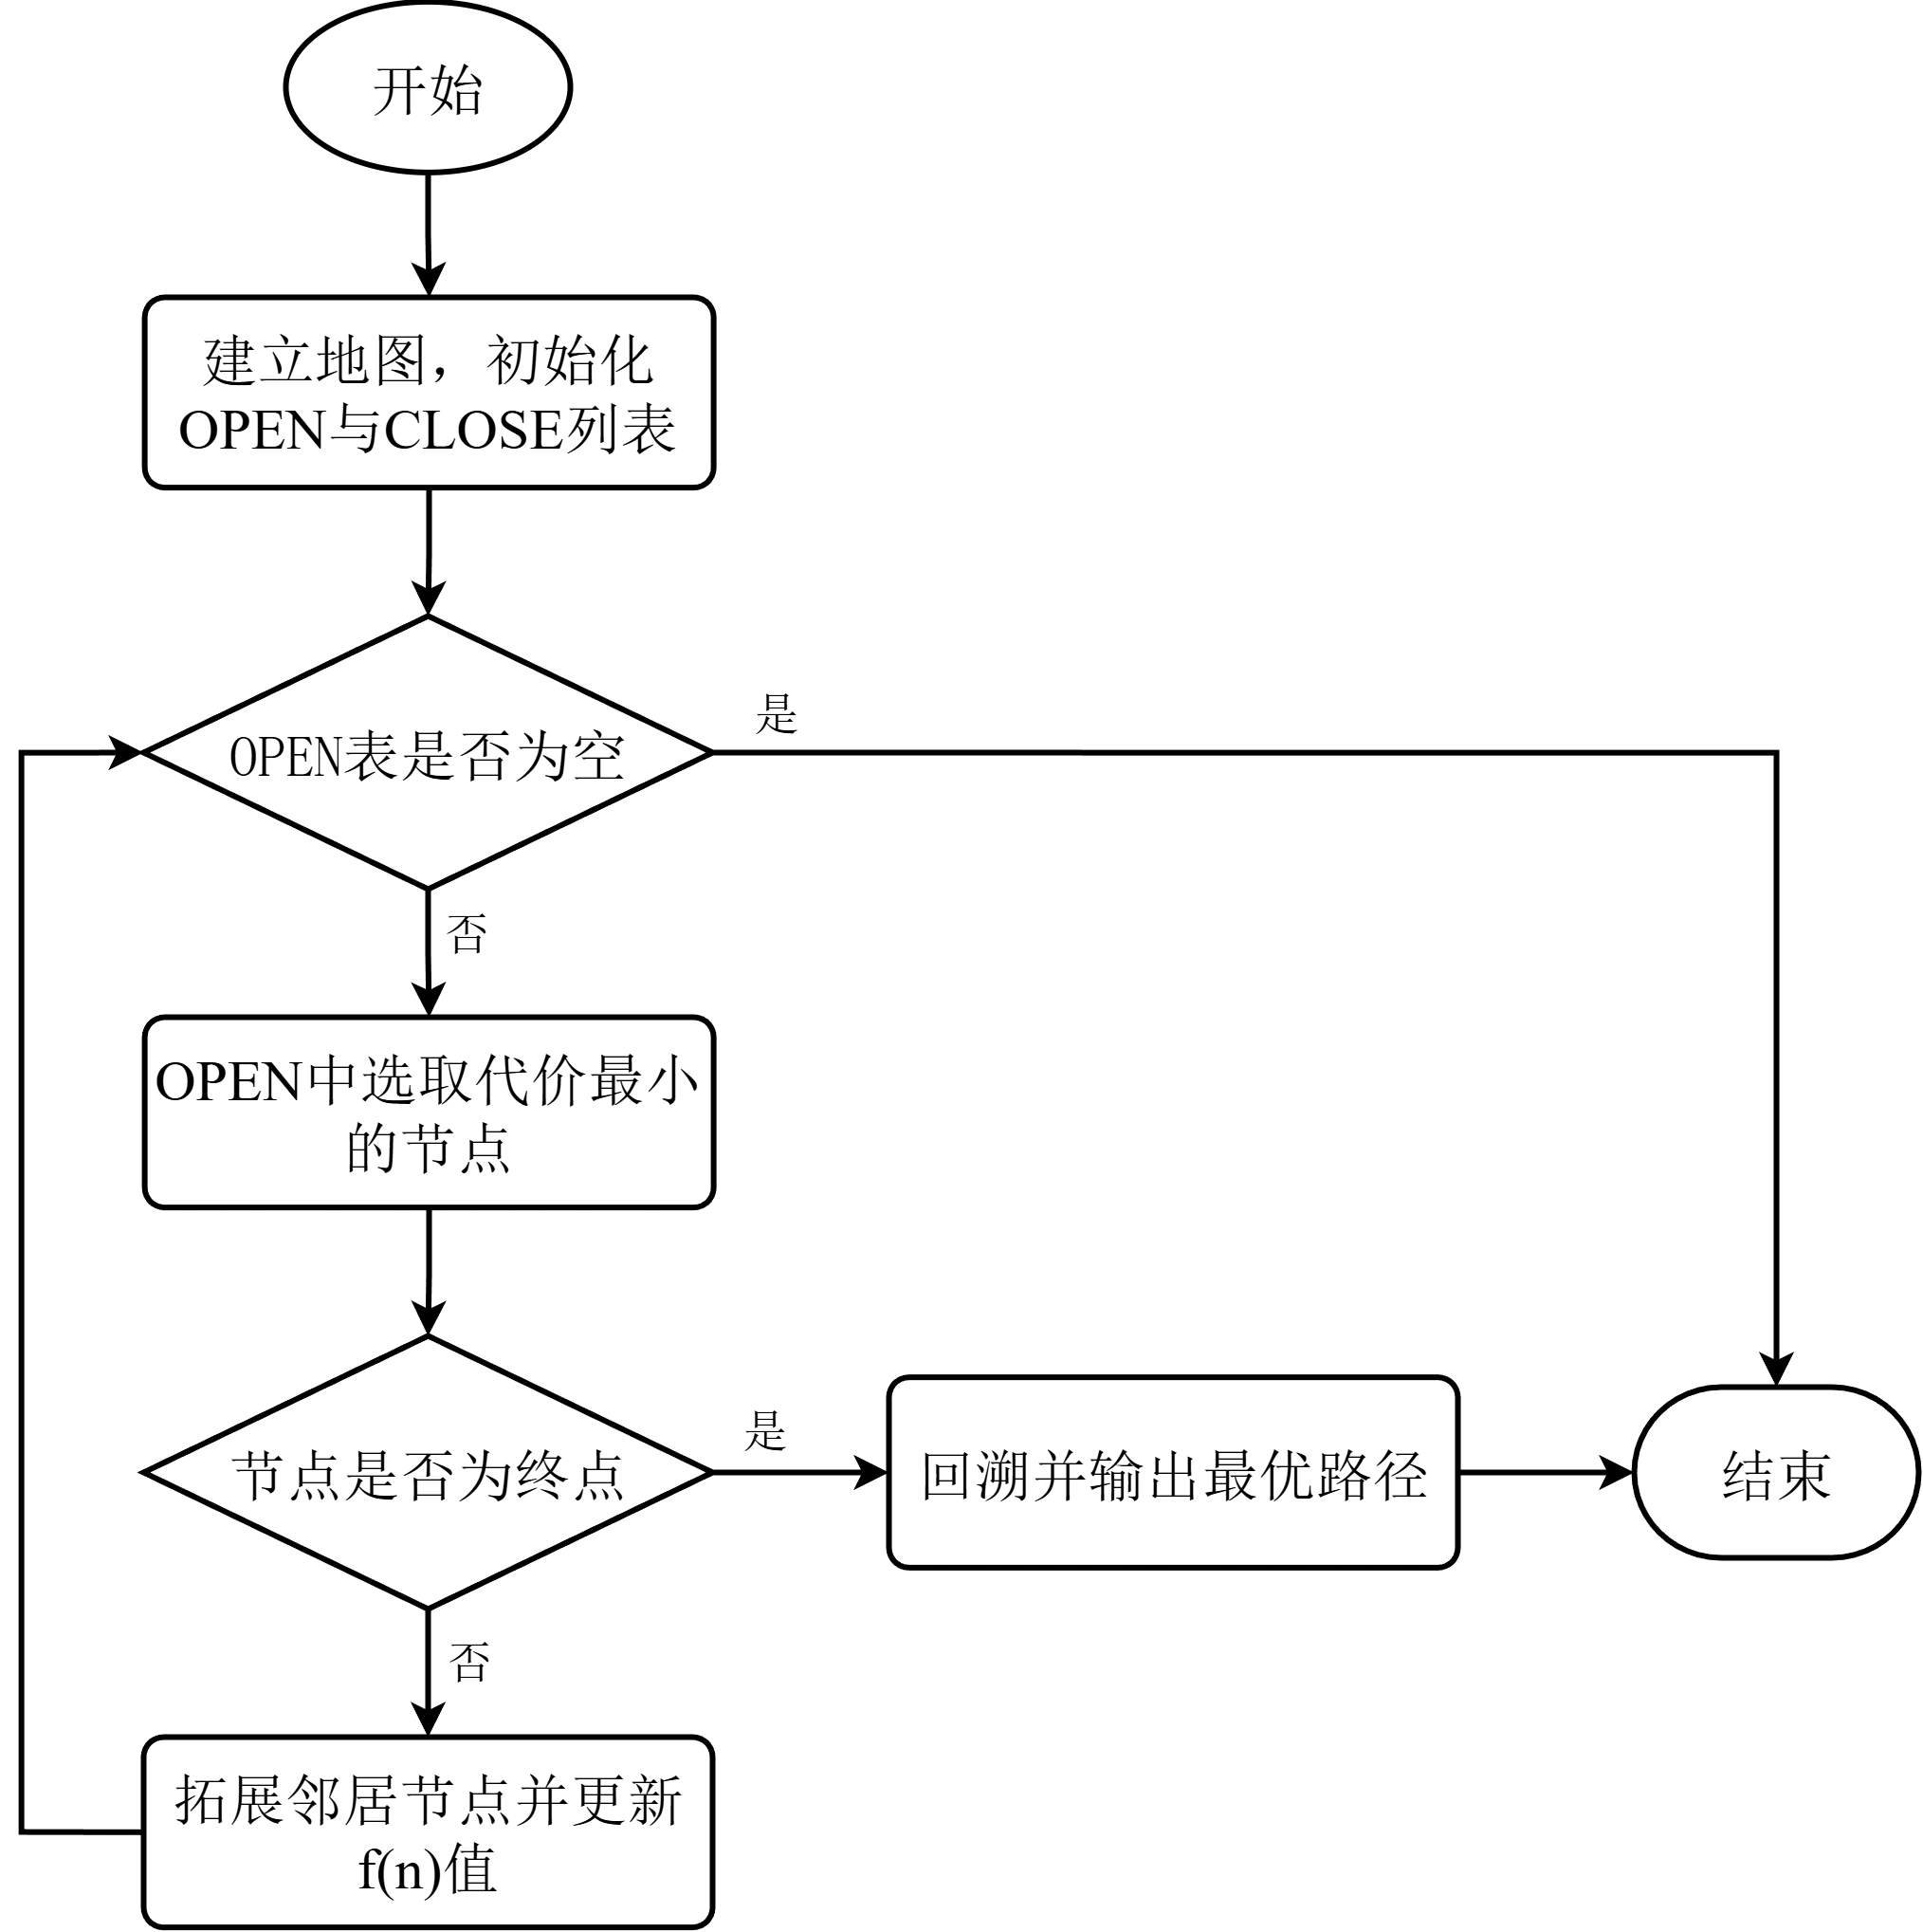 开始
建立地图，初始化
OPEN与CLOSE列表
OPEN表是否为空
是
否
OPEN中选取代价最小
的节点
节点是否为终点
是
回溯并输出最优路径
结束
否
拓展邻居节点并更新
f(n)值